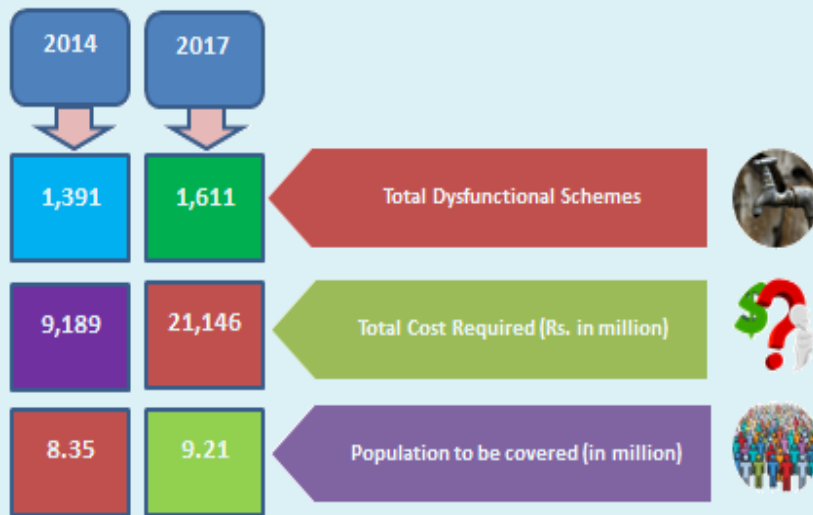 2014 2017
1,391 1,611 Total Dysfunctional Schemes
9,189 21,146 Total Cost Required (Rs. in million)
8.35 9.21 Population to be covered (in million)